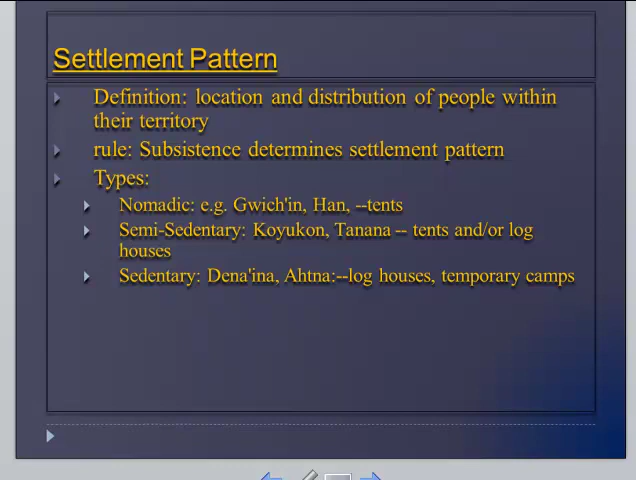 Settlement Pattern
Definition: location and distribution of people within
their territory
rule: Subsistence determines settlement pattern
Types:
Nomadic: e.g. Gwich'in, Han, --tents
Semi-Sedentary: Koyukon, Tanana -- tents and/or log
houses
Sedentary: Dena'ina, Ahtna:--log houses, temporary camps